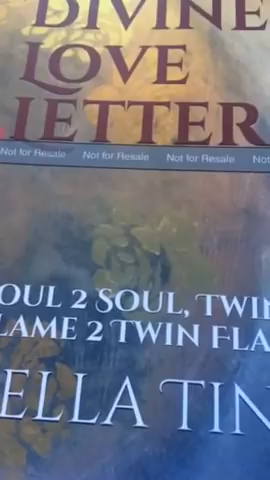 DIVINE
LOVE
LETTER
Not for Resale Not for Resale Not for Resale Not
OUL 2 SOUL, TWIN
LAME 2 TWIN FLA
ELLA TIN